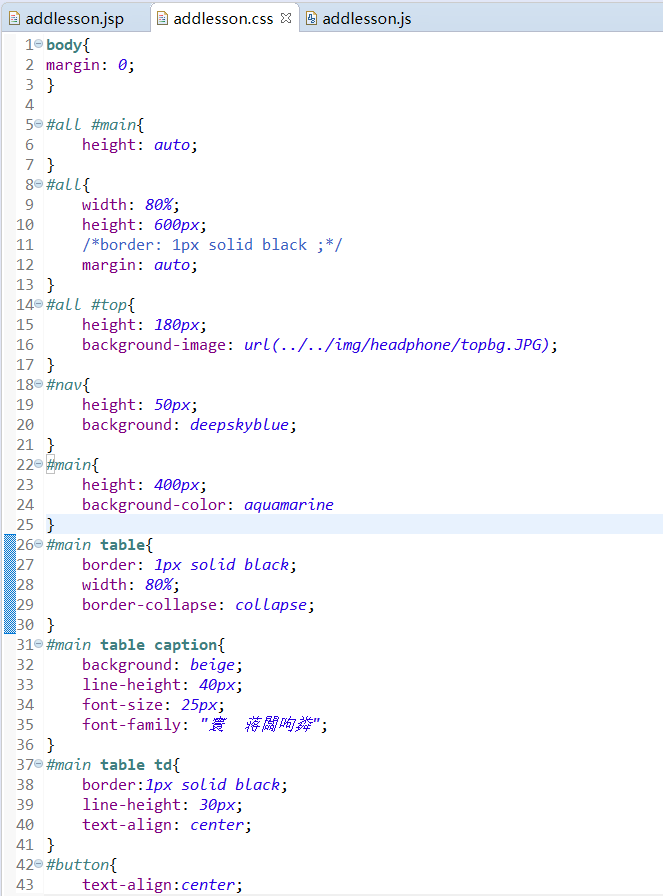 addlesson.jsp addlesson.css addlesson.js
1 body{
2 margin: 0;
3 }
4
5 #all #main{
6 height: auto;
7 }
8 #all{
9 width: 80%;
10 height: 600px;
11 /*border: 1px solid black ;*/
12 margin: auto;
13 }
14 #all #top{
15 height: 180px;
16 background-image: url(../../img/headphone/topbg.JPG);
17 }
18 #nav{
19 height: 50px;
20 background: deepskyblue;
21 }
22 #main{
23 height: 400px;
24 background-color: aquamarine
25 }
26 #main table{
27 border: 1px solid black;
28 width: 80%;
29 border-collapse: collapse;
30 }
31 #main table caption{
32 background: beige;
33 line-height: 40px;
34 font-size: 25px;
35 font-family: "寰 蒋闆呴粦";
36 }
37 #main table td{
38 border:1px solid black;
39 line-height: 30px;
40 text-align: center;
41 }
42 #button{
43 text-align:center;